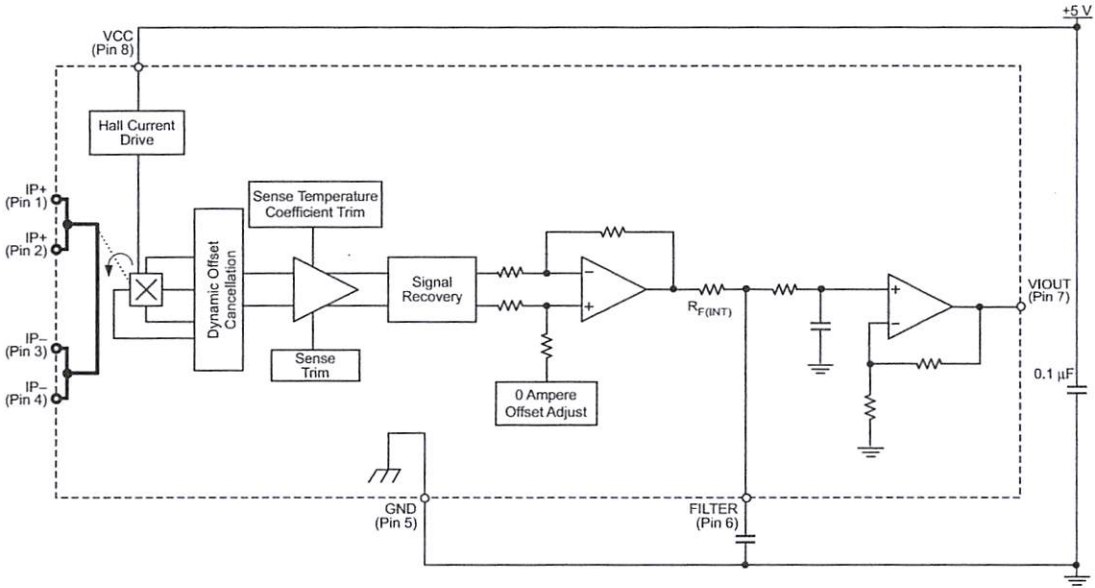 +5 V
VCC
(Pin 8)
Hall Current
Drive
IP+
(Pin 1)
IP+
(Pin 2)
IP−
(Pin 3)
IP−
(Pin 4)
Dynamic Offset
Cancellation
Sense Temperature
Coefficient Trim
Sense
Trim
Signal
Recovery
0 Ampere
Offset Adjust
−
+
RF(INT)
+
−
VIOUT
(Pin 7)
0.1 µF
GND
(Pin 5)
FILTER
(Pin 6)